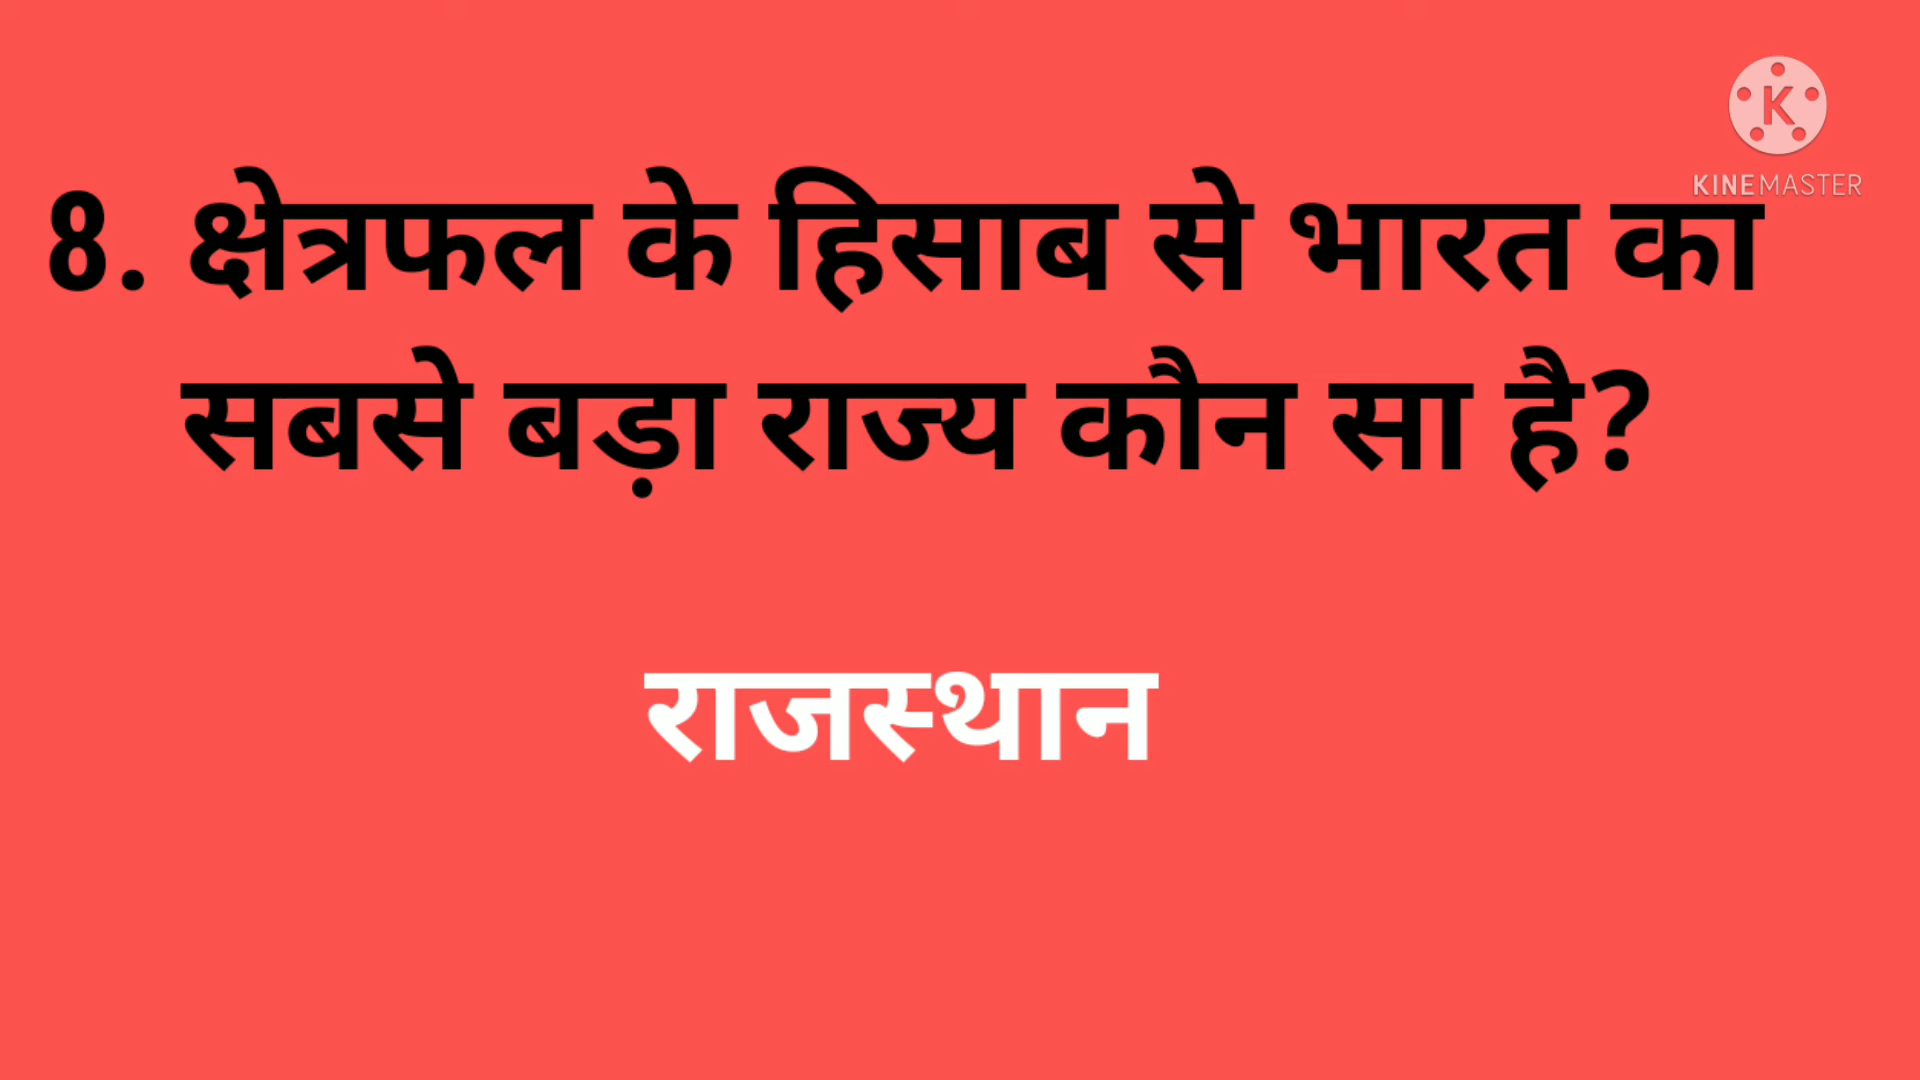 K
KINEMASTER
8. क्षेत्रफल के हिसाब से भारत का
सबसे बड़ा राज्य कौन सा है?
राजस्थान